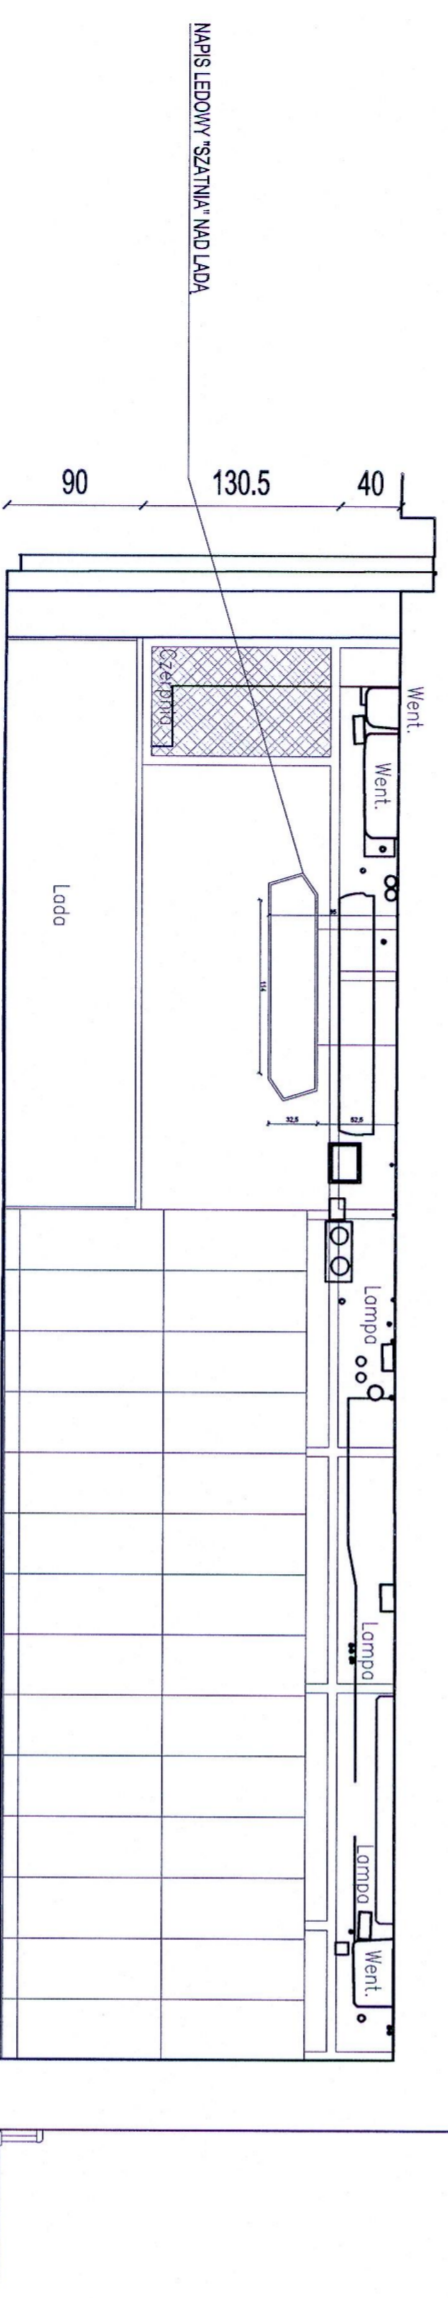 NAPIS LEDOWY "SZATNIA" NAD LADĄ
90
130.5
40
Went.
Went.
Czerpnia
Lada
114
32,5
52,5
Lampa
Lampa
Lampa
Went.